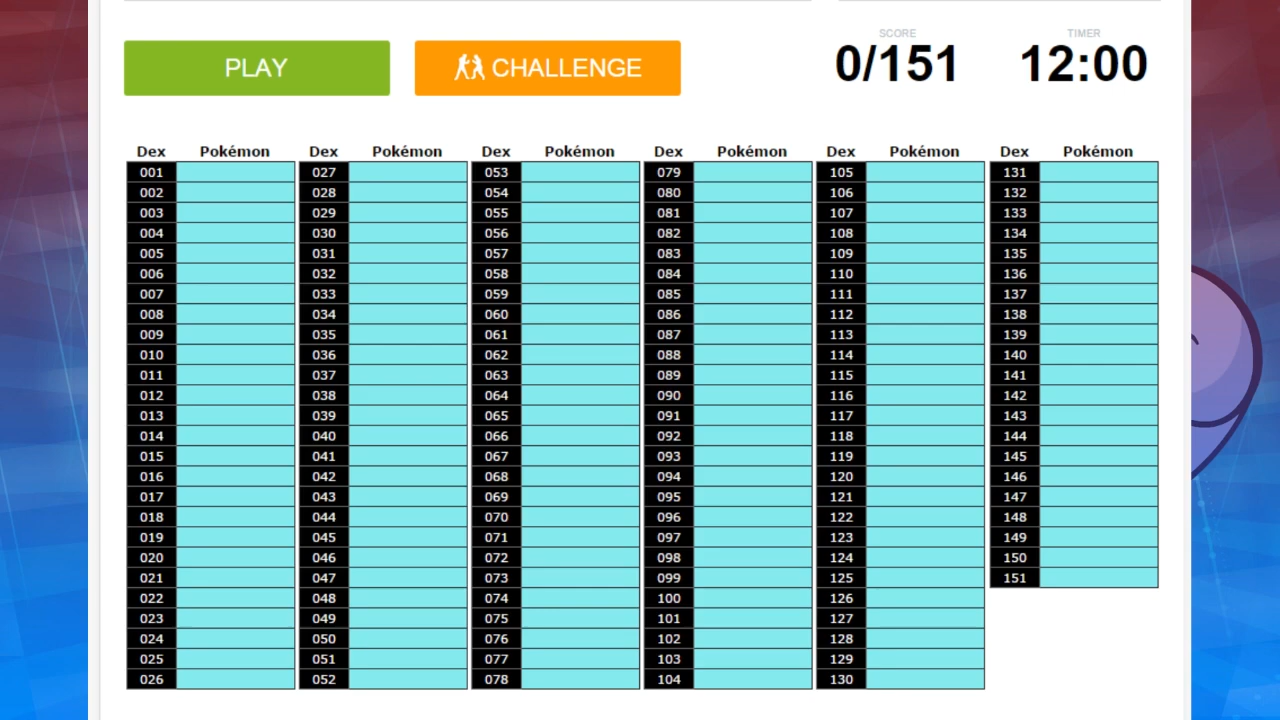 SCORE TIMER
PLAY CHALLENGE 0/151 12:00
Dex Pokémon Dex Pokémon Dex Pokémon Dex Pokémon Dex Pokémon Dex Pokémon
001 027 053 079 105 131
002 028 054 080 106 132
003 029 055 081 107 133
004 030 056 082 108 134
005 031 057 083 109 135
006 032 058 084 110 136
007 033 059 085 111 137
008 034 060 086 112 138
009 035 061 087 113 139
010 036 062 088 114 140
011 037 063 089 115 141
012 038 064 090 116 142
013 039 065 091 117 143
014 040 066 092 118 144
015 041 067 093 119 145
016 042 068 094 120 146
017 043 069 095 121 147
018 044 070 096 122 148
019 045 071 097 123 149
020 046 072 098 124 150
021 047 073 099 125 151
022 048 074 100 126
023 049 075 101 127
024 050 076 102 128
025 051 077 103 129
026 052 078 104 130